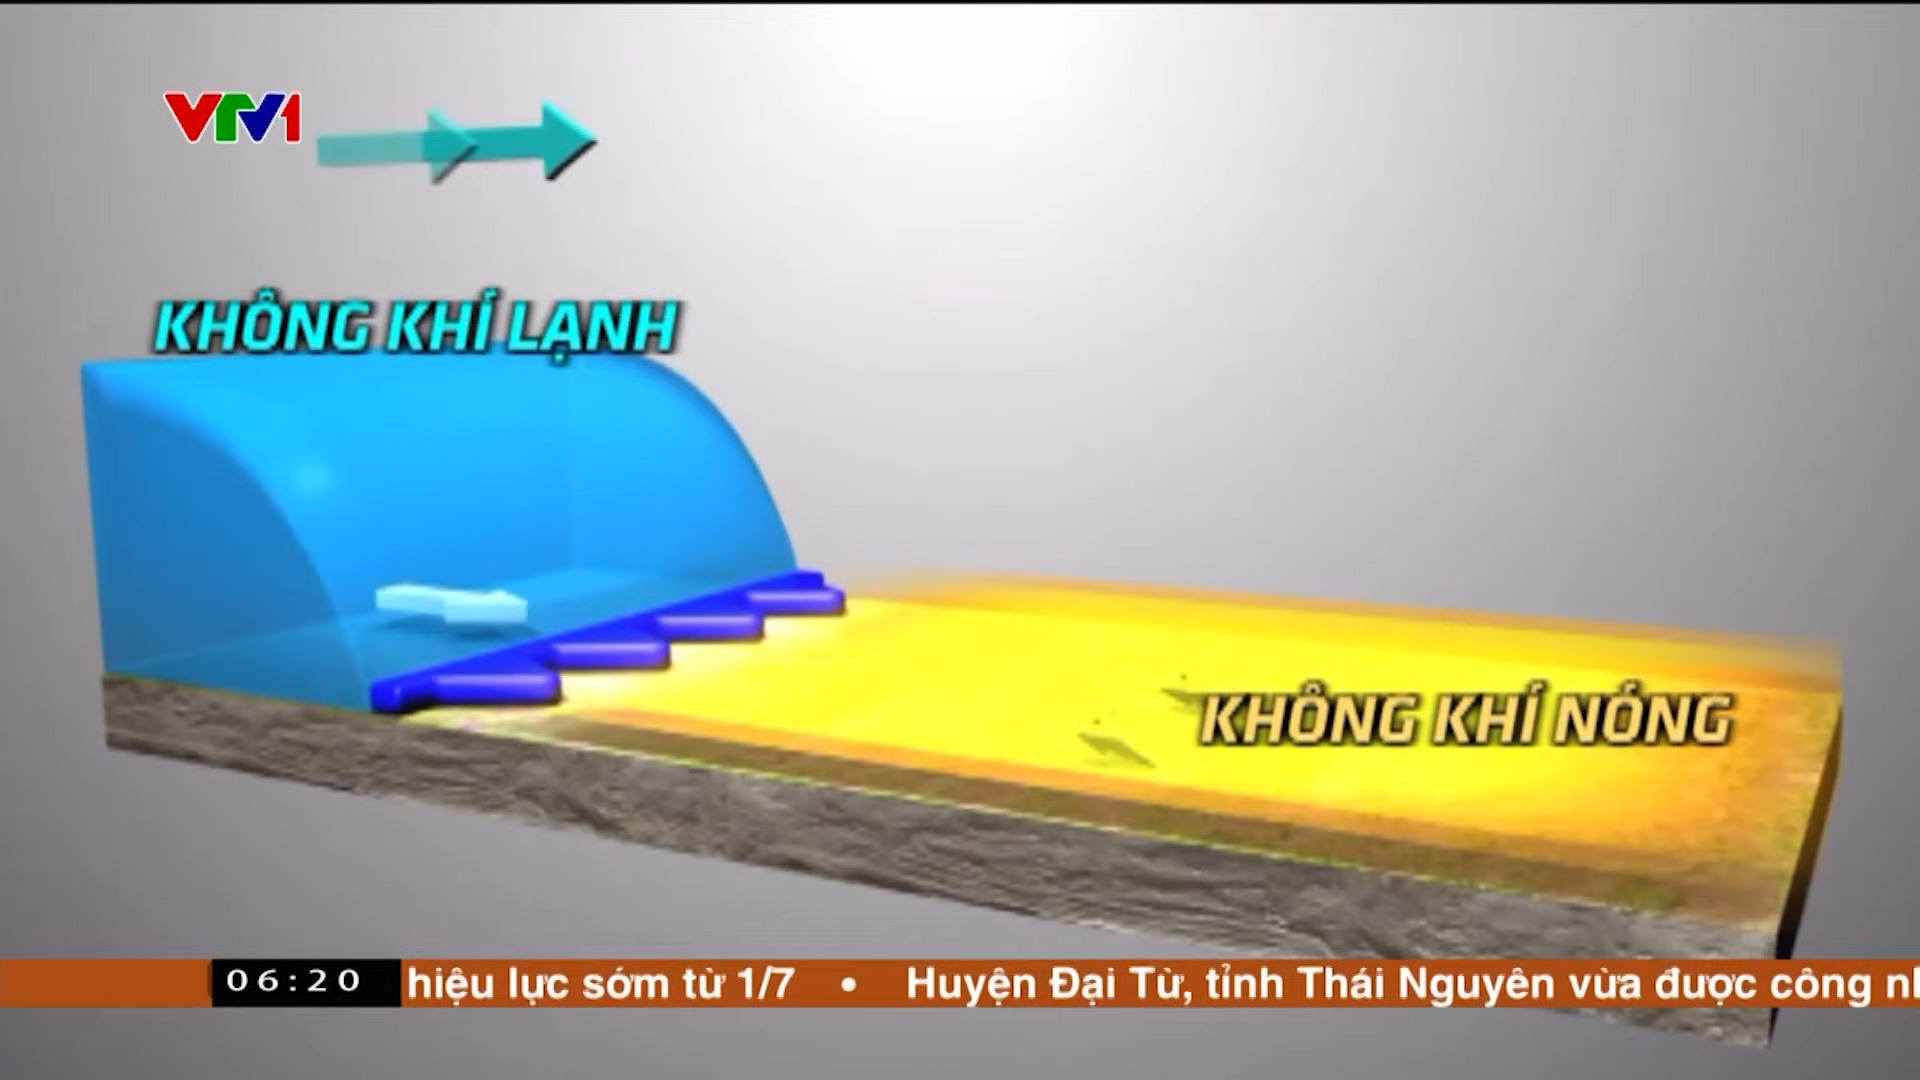 VTV1
KHÔNG KHÍ LẠNH
KHÔNG KHÍ NÓNG
06:20 hiệu lực sớm từ 1/7 • Huyện Đại Từ, tỉnh Thái Nguyên vừa được công